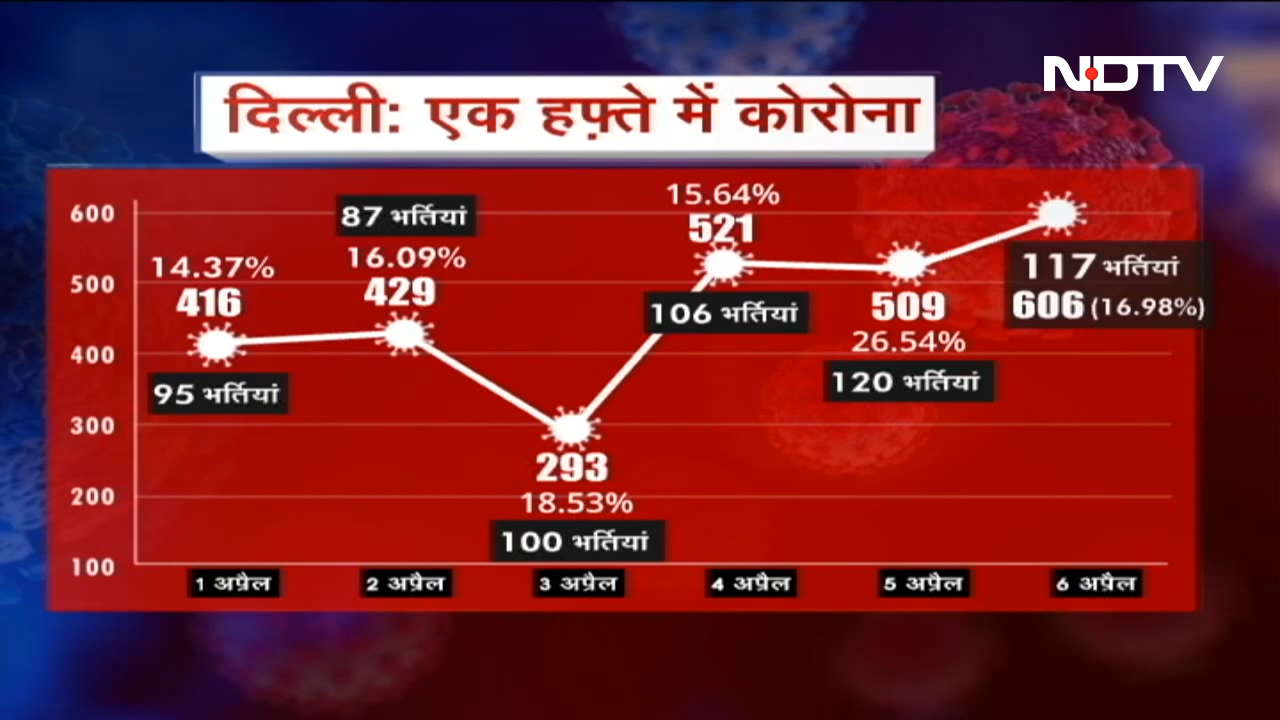 NDTV
दिल्ली: एक हफ़्ते में कोरोना
600
500
400
300
200
100
14.37%
416
95 भर्तियां
87 भर्तियां
16.09%
429
293
18.53%
100 भर्तियां
15.64%
521
106 भर्तियां
509
26.54%
120 भर्तियां
117 भर्तियां
606 (16.98%)
1 अप्रैल
2 अप्रैल
3 अप्रैल
4 अप्रैल
5 अप्रैल
6 अप्रैल